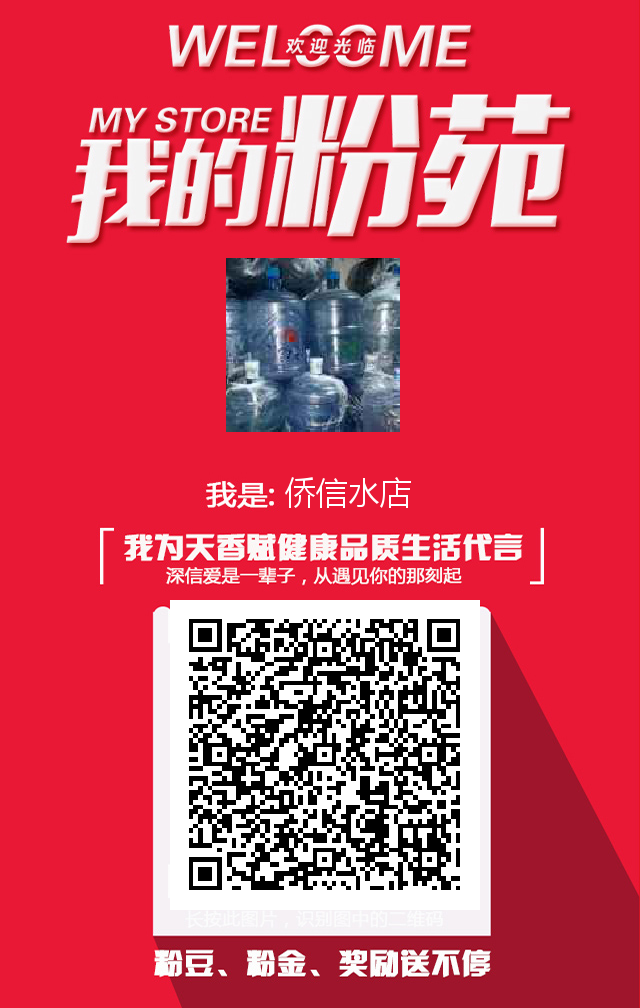 WELCOME
欢迎光临
MY STORE
我的粉苑
我是: 侨信水店
我为天香赋健康品质生活代言
深信爱是一辈子，从遇见你的那刻起
长按此图片，识别图中的二维码
粉豆、粉金、奖励送不停